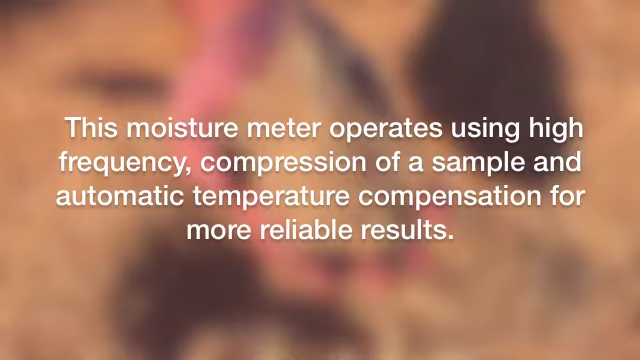 This moisture meter operates using high
frequency, compression of a sample and
automatic temperature compensation for
more reliable results.